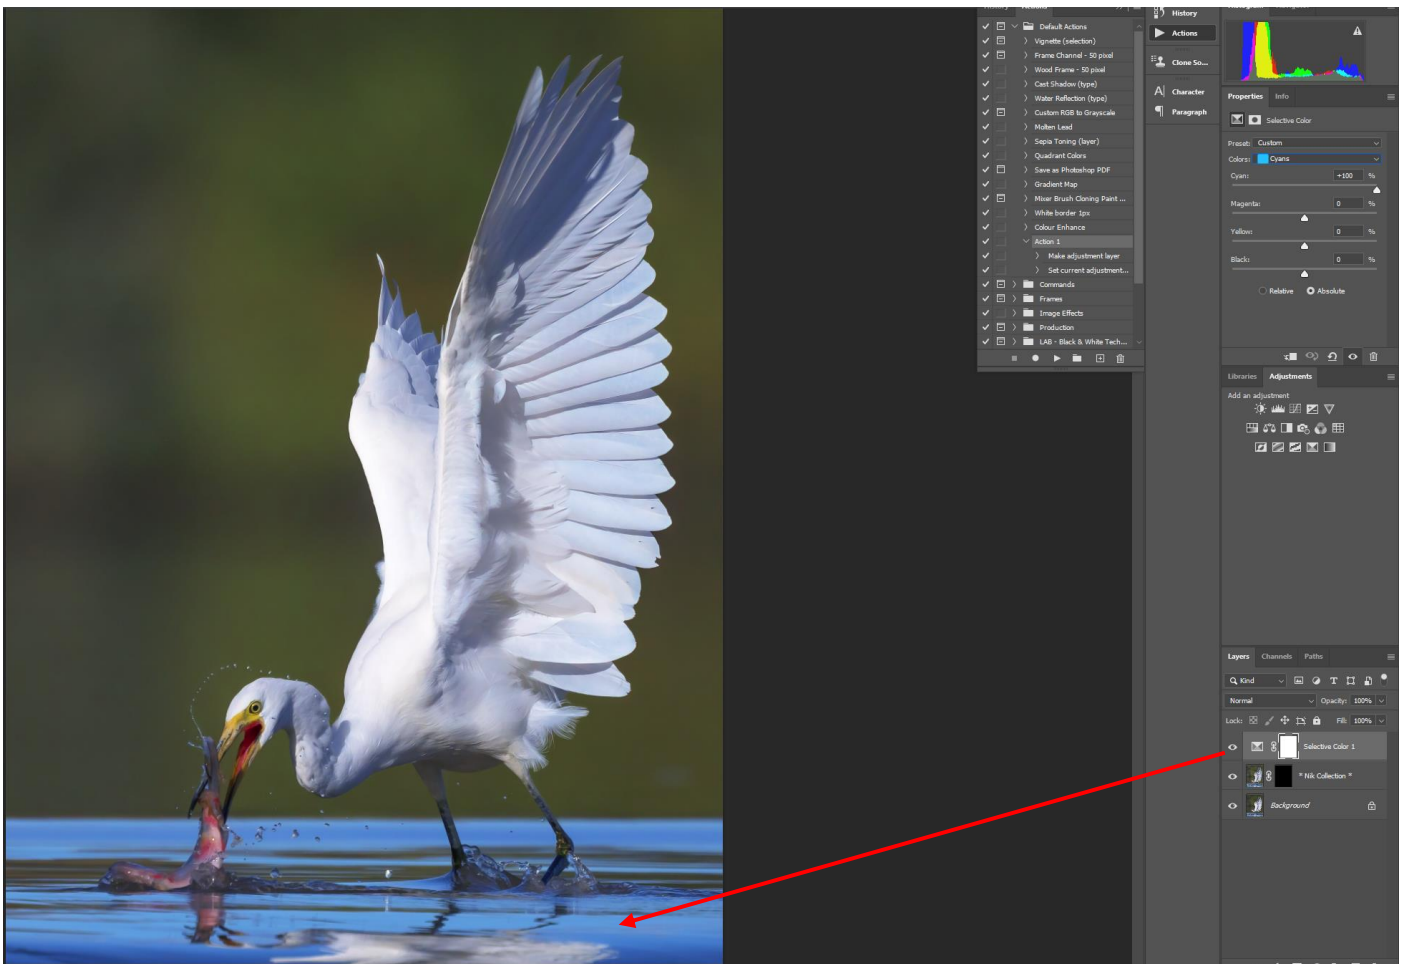 Actions
Default Actions
Vignette (selection)
Frame Channel - 50 pixel
Wood Frame - 50 pixel
Cast Shadow (type)
Water Reflection (type)
Custom RGB to Grayscale
Molten Lead
Sepia Toning (layer)
Quadrant Colors
Save as Photoshop PDF
Gradient Map
Mixer Brush Cloning Paint ...
White border 1px
Colour Enhance
Action 1
Make adjustment layer
Set current adjustment...
Commands
Frames
Image Effects
Production
LAB - Black & White Tech...
History
Actions
Clone So...
A| Character
¶ Paragraph
Properties Info
Selective Color
Preset: Custom
Colors: Cyans
Cyan: +100 %
Magenta: 0 %
Yellow: 0 %
Black: 0 %
Relative Absolute
Libraries Adjustments
Add an adjustment
Layers Channels Paths
Kind T
Normal Opacity: 100%
Lock: Fill: 100%
Selective Color 1
* Nik Collection *
Background